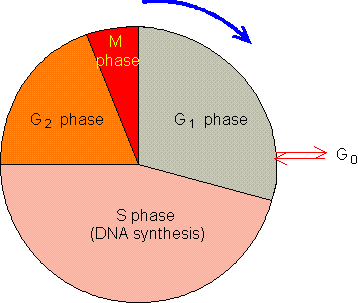 M
phase
G2 phase
G1 phase
G0
S phase
(DNA synthesis)